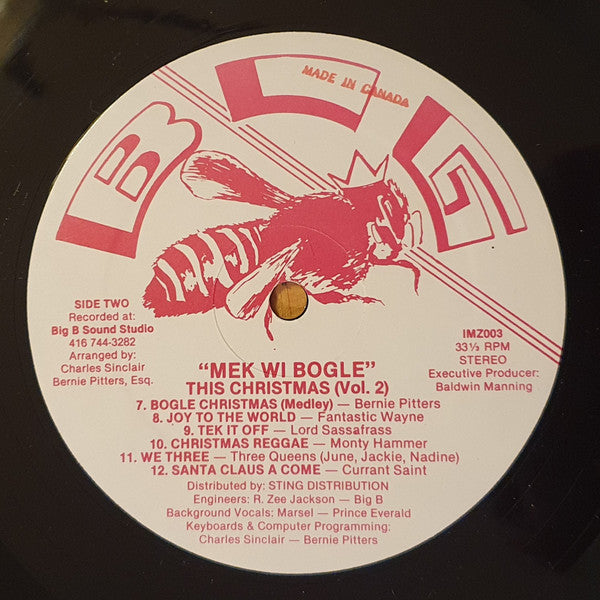 BCG
MADE IN CANADA
SIDE TWO
Recorded at:
Big B Sound Studio
416 744-3282
Arranged by:
Charles Sinclair
Bernie Pitters, Esq.
IMZ003
33⅓ RPM
STEREO
Executive Producer:
Baldwin Manning
"MEK WI BOGLE"
THIS CHRISTMAS (Vol. 2)
7. BOGLE CHRISTMAS (Medley) — Bernie Pitters
8. JOY TO THE WORLD — Fantastic Wayne
9. TEK IT OFF — Lord Sassafrass
10. CHRISTMAS REGGAE — Monty Hammer
11. WE THREE — Three Queens (June, Jackie, Nadine)
12. SANTA CLAUS A COME — Currant Saint
Distributed by: STING DISTRIBUTION
Engineers: R. Zee Jackson — Big B
Background Vocals: Marsel — Prince Everald
Keyboards & Computer Programming:
Charles Sinclair — Bernie Pitters